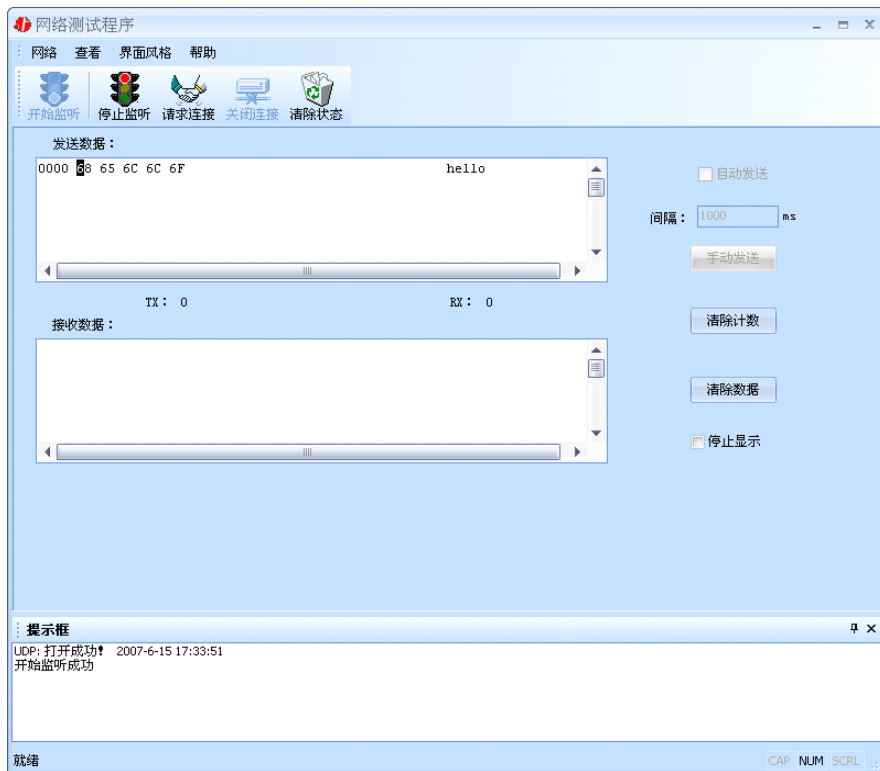 网络测试程序
网络 查看 界面风格 帮助
开始监听 停止监听 请求连接 关闭连接 清除状态
发送数据：
0000 68 65 6C 6C 6F hello
自动发送
间隔： 1000 ms
手动发送
TX： 0 RX： 0
接收数据：
清除计数
清除数据
停止显示
提示框
UDP: 打开成功! 2007-6-15 17:33:51
开始监听成功
就绪 CAP NUM SCRL